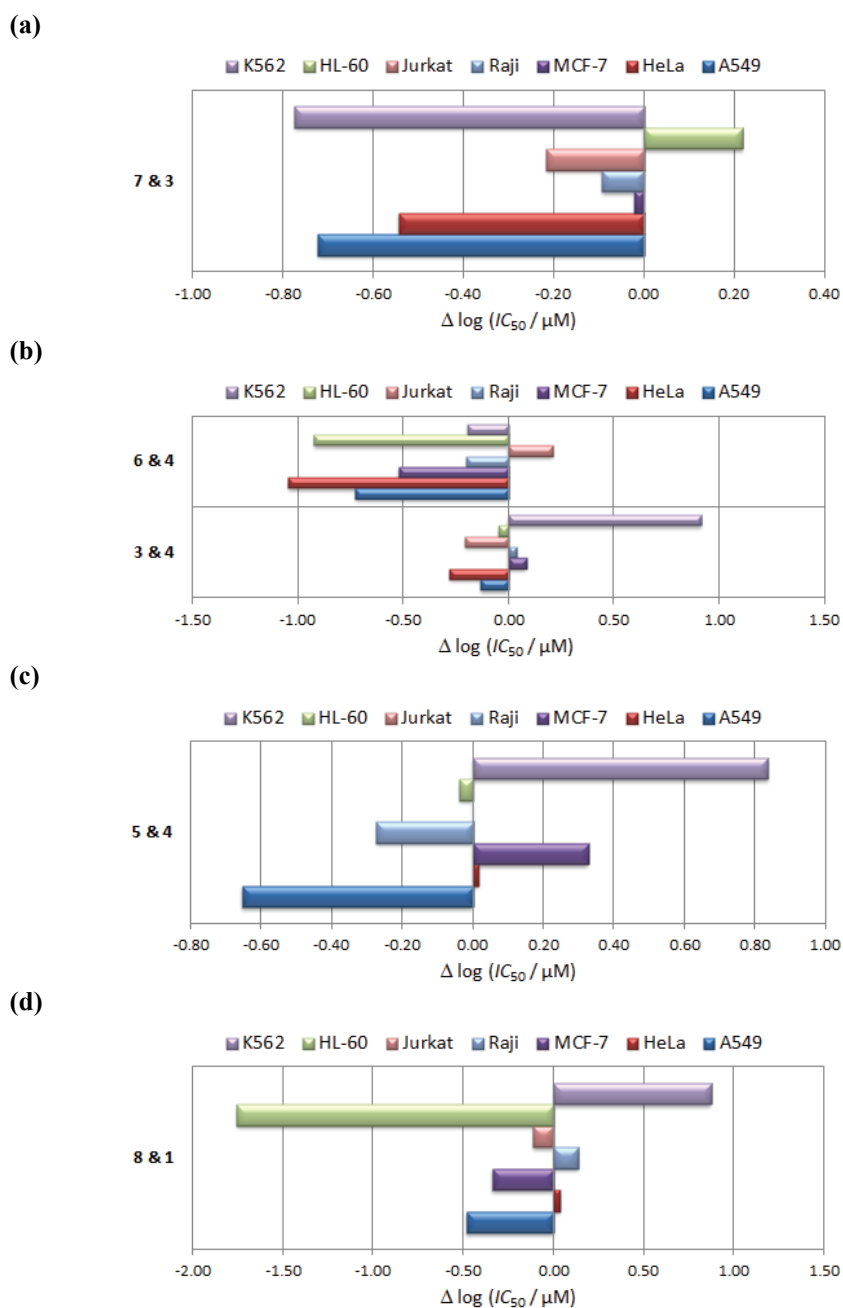 (a)
K562 HL-60 Jurkat Raji MCF-7 HeLa A549
7 & 3
-1.00 -0.80 -0.60 -0.40 -0.20 0.00 0.20 0.40
Δ log (IC50 / μM)
(b)
K562 HL-60 Jurkat Raji MCF-7 HeLa A549
6 & 4
3 & 4
-1.50 -1.00 -0.50 0.00 0.50 1.00 1.50
Δ log (IC50 / μM)
(c)
K562 HL-60 Jurkat Raji MCF-7 HeLa A549
5 & 4
-0.80 -0.60 -0.40 -0.20 0.00 0.20 0.40 0.60 0.80 1.00
Δ log (IC50 / μM)
(d)
K562 HL-60 Jurkat Raji MCF-7 HeLa A549
8 & 1
-2.00 -1.50 -1.00 -0.50 0.00 0.50 1.00 1.50
Δ log (IC50 / μM)